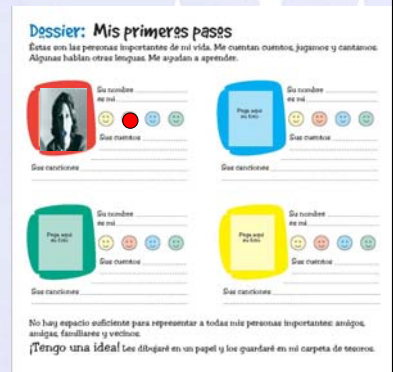 Dossier: Mis primeros pasos
Éstas son las personas importantes de mi vida. Me cuentan cuentos, jugamos y cantamos.
Algunas hablan otras lenguas. Me ayudan a aprender.
Su nombre
es mi
Sus cuentos
Sus canciones
Pega aquí
su foto
Su nombre
es mi
Sus cuentos
Sus canciones
Pega aquí
su foto
Su nombre
es mi
Sus cuentos
Sus canciones
Pega aquí
su foto
Su nombre
es mi
Sus cuentos
Sus canciones
No hay espacio suficiente para representar a todas mis personas importantes: amigos,
amigas, familiares y vecinos.
¡Tengo una idea! Les dibujaré en un papel y los guardaré en mi carpeta de tesoros.